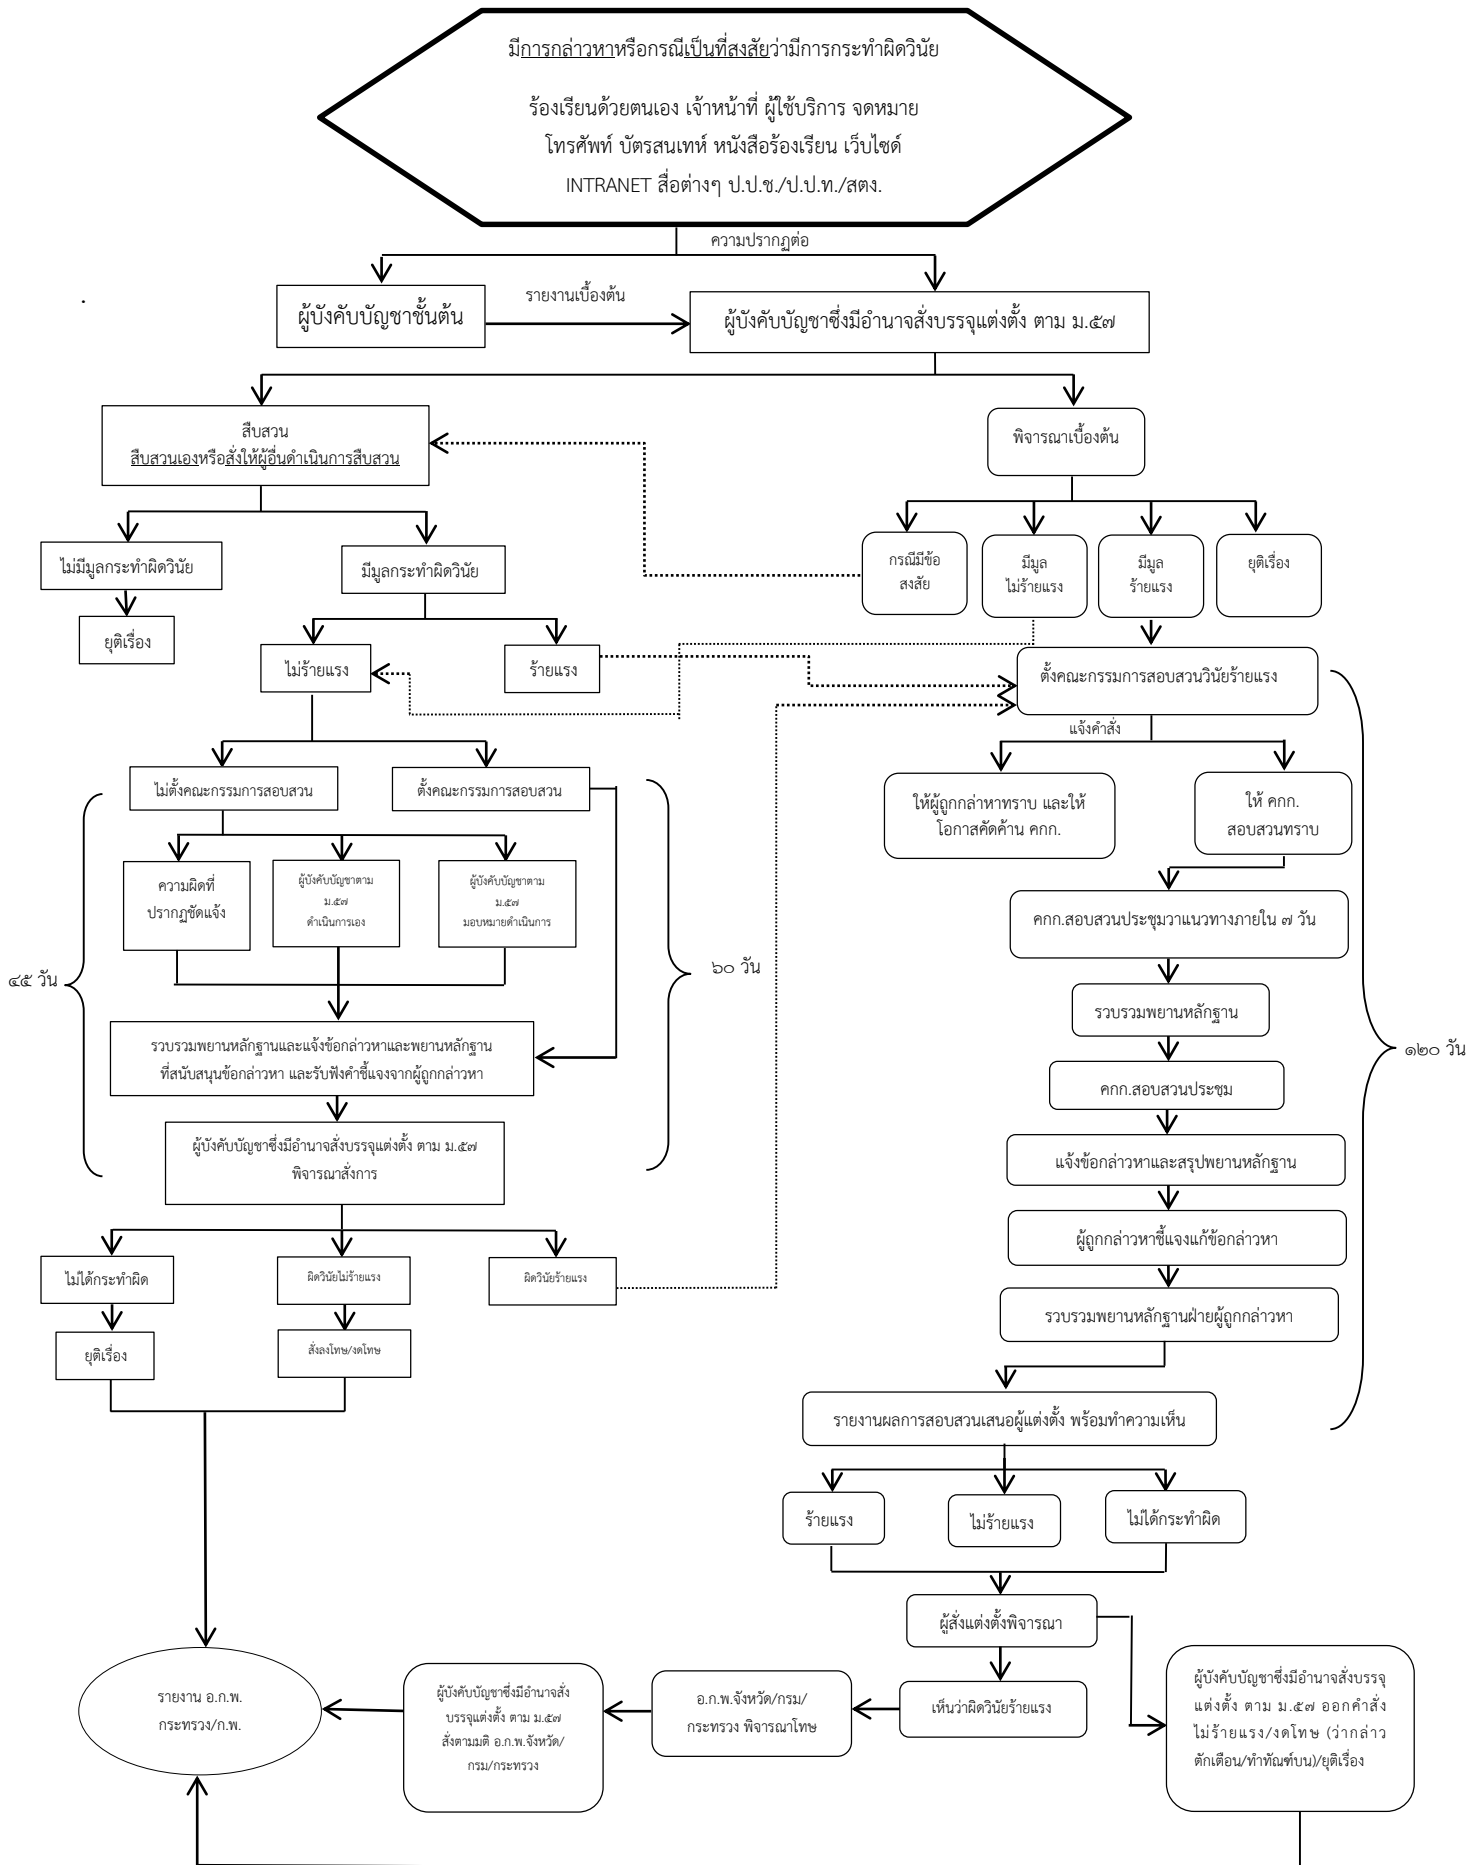 มีการกล่าวหาหรือกรณีเป็นที่สงสัยว่ามีการกระทำผิดวินัย
ร้องเรียนด้วยตนเอง เจ้าหน้าที่ ผู้ใช้บริการ จดหมาย
โทรศัพท์ บัตรสนเทห์ หนังสือร้องเรียน เว็บไซด์
INTRANET สื่อต่างๆ ป.ป.ช./ป.ป.ท./สตง.
ความปรากฏต่อ
ผู้บังคับบัญชาชั้นต้น
รายงานเบื้องต้น
ผู้บังคับบัญชาซึ่งมีอำนาจสั่งบรรจุแต่งตั้ง ตาม ม.๕๗
สืบสวน
สืบสวนเองหรือสั่งให้ผู้อื่นดำเนินการสืบสวน
พิจารณาเบื้องต้น
ไม่มีมูลกระทำผิดวินัย
มีมูลกระทำผิดวินัย
กรณีมีข้อ
สงสัย
มีมูล
ไม่ร้ายแรง
มีมูล
ร้ายแรง
ยุติเรื่อง
ยุติเรื่อง
ไม่ร้ายแรง
ร้ายแรง
ตั้งคณะกรรมการสอบสวนวินัยร้ายแรง
แจ้งคำสั่ง
ไม่ตั้งคณะกรรมการสอบสวน
ตั้งคณะกรรมการสอบสวน
ให้ผู้ถูกกล่าหาทราบ และให้
โอกาสคัดค้าน คกก.
ให้ คกก.
สอบสวนทราบ
ความผิดที่
ปรากฏชัดแจ้ง
ผู้บังคับบัญชาตาม
ม.๕๗
ดำเนินการเอง
ผู้บังคับบัญชาตาม
ม.๕๗
มอบหมายดำเนินการ
คกก.สอบสวนประชุมวาแนวทางภายใน ๗ วัน
๔๕ วัน
๖๐ วัน
รวบรวมพยานหลักฐาน
รวบรวมพยานหลักฐานและแจ้งข้อกล่าวหาและพยานหลักฐาน
ที่สนับสนุนข้อกล่าวหา และรับฟังคำชี้แจงจากผู้ถูกกล่าวหา
๑๒๐ วัน
คกก.สอบสวนประชุม
ผู้บังคับบัญชาซึ่งมีอำนาจสั่งบรรจุแต่งตั้ง ตาม ม.๕๗
พิจารณาสั่งการ
แจ้งข้อกล่าวหาและสรุปพยานหลักฐาน
ผู้ถูกกล่าวหาชี้แจงแก้ข้อกล่าวหา
ไม่ได้กระทำผิด
ผิดวินัยไม่ร้ายแรง
ผิดวินัยร้ายแรง
รวบรวมพยานหลักฐานฝ่ายผู้ถูกกล่าวหา
ยุติเรื่อง
สั่งลงโทษ/งดโทษ
รายงานผลการสอบสวนเสนอผู้แต่งตั้ง พร้อมทำความเห็น
ร้ายแรง
ไม่ร้ายแรง
ไม่ได้กระทำผิด
ผู้สั่งแต่งตั้งพิจารณา
รายงาน อ.ก.พ.
กระทรวง/ก.พ.
ผู้บังคับบัญชาซึ่งมีอำนาจสั่ง
บรรจุแต่งตั้ง ตาม ม.๕๗
สั่งตามมติ อ.ก.พ.จังหวัด/
กรม/กระทรวง
อ.ก.พ.จังหวัด/กรม/
กระทรวง พิจารณาโทษ
เห็นว่าผิดวินัยร้ายแรง
ผู้บังคับบัญชาซึ่งมีอำนาจสั่งบรรจุ
แต่งตั้ง ตาม ม.๕๗ ออกคำสั่ง
ไม่ร้ายแรง/งดโทษ (ว่ากล่าว
ตักเตือน/ทำทัณฑ์บน)/ยุติเรื่อง